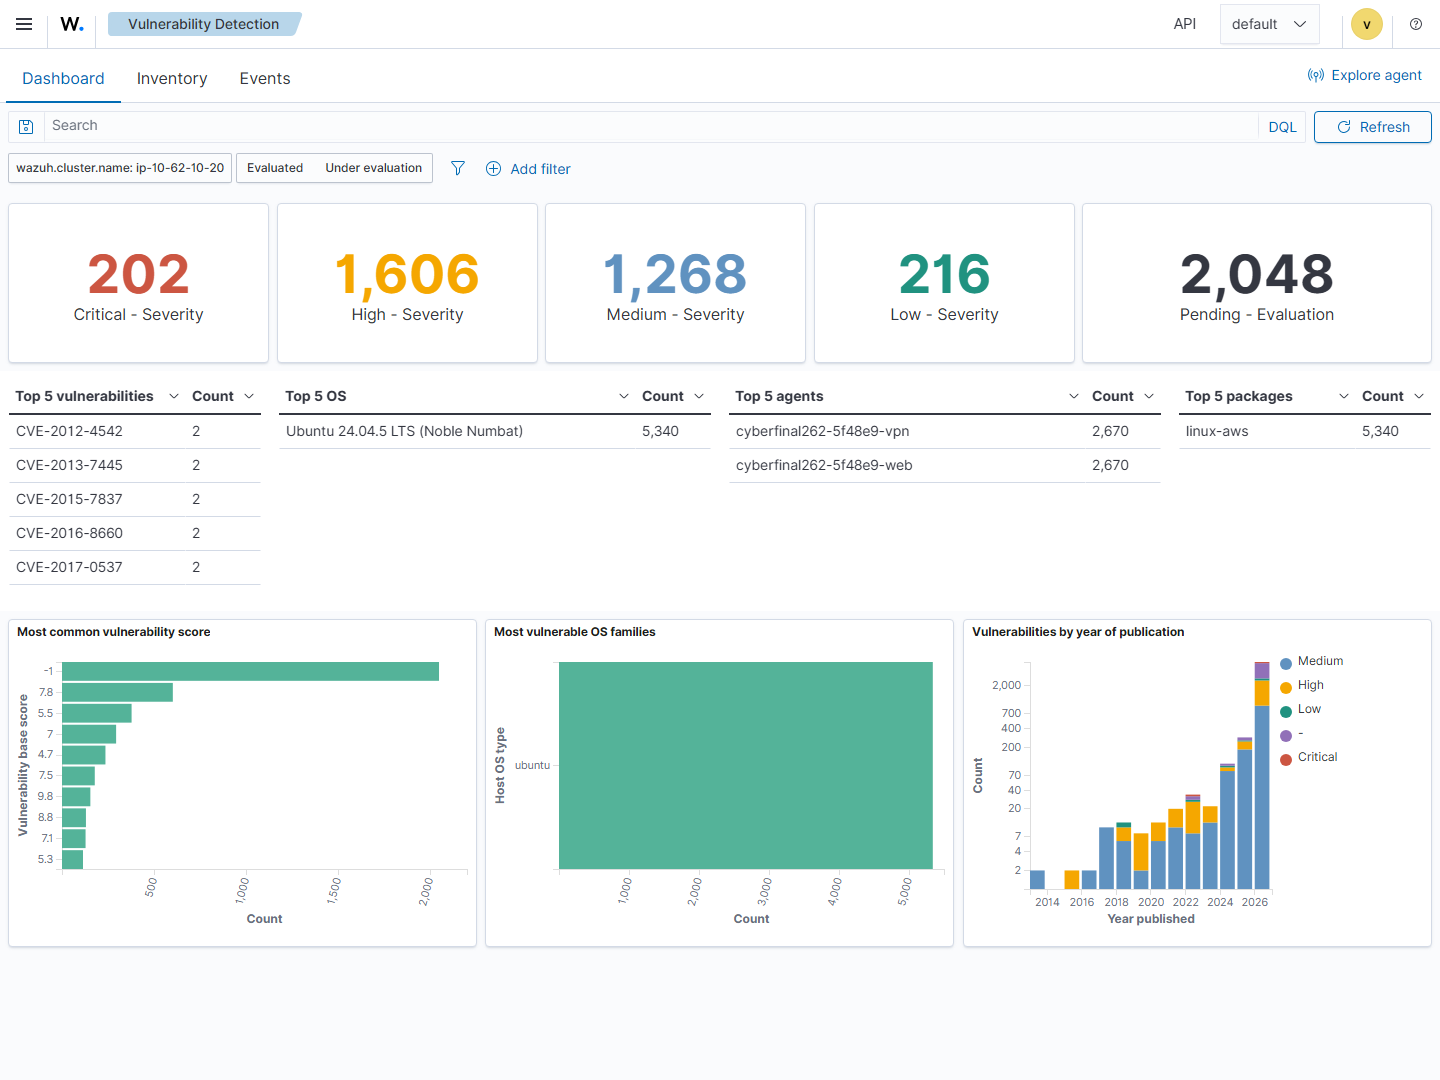 W.
Vulnerability Detection
API
default
v
Dashboard
Inventory
Events
Explore agent
Search
DQL
Refresh
wazuh.cluster.name: ip-10-62-10-20
Evaluated
Under evaluation
Add filter
202
Critical - Severity
1,606
High - Severity
1,268
Medium - Severity
216
Low - Severity
2,048
Pending - Evaluation
Top 5 vulnerabilities Count
CVE-2012-4542 2
CVE-2013-7445 2
CVE-2015-7837 2
CVE-2016-8660 2
CVE-2017-0537 2
Top 5 OS Count
Ubuntu 24.04.5 LTS (Noble Numbat) 5,340
Top 5 agents Count
cyberfinal262-5f48e9-vpn 2,670
cyberfinal262-5f48e9-web 2,670
Top 5 packages Count
linux-aws 5,340
Most common vulnerability score
Vulnerability base score
-1
7.8
5.5
7
4.7
7.5
9.8
8.8
7.1
5.3
500
1,000
1,500
2,000
Count
Most vulnerable OS families
Host OS type
ubuntu
1,000
2,000
3,000
4,000
5,000
Count
Vulnerabilities by year of publication
Count
2,000
700
400
200
70
40
20
7
4
2
2014 2016 2018 2020 2022 2024 2026
Year published
Medium
High
Low
-
Critical